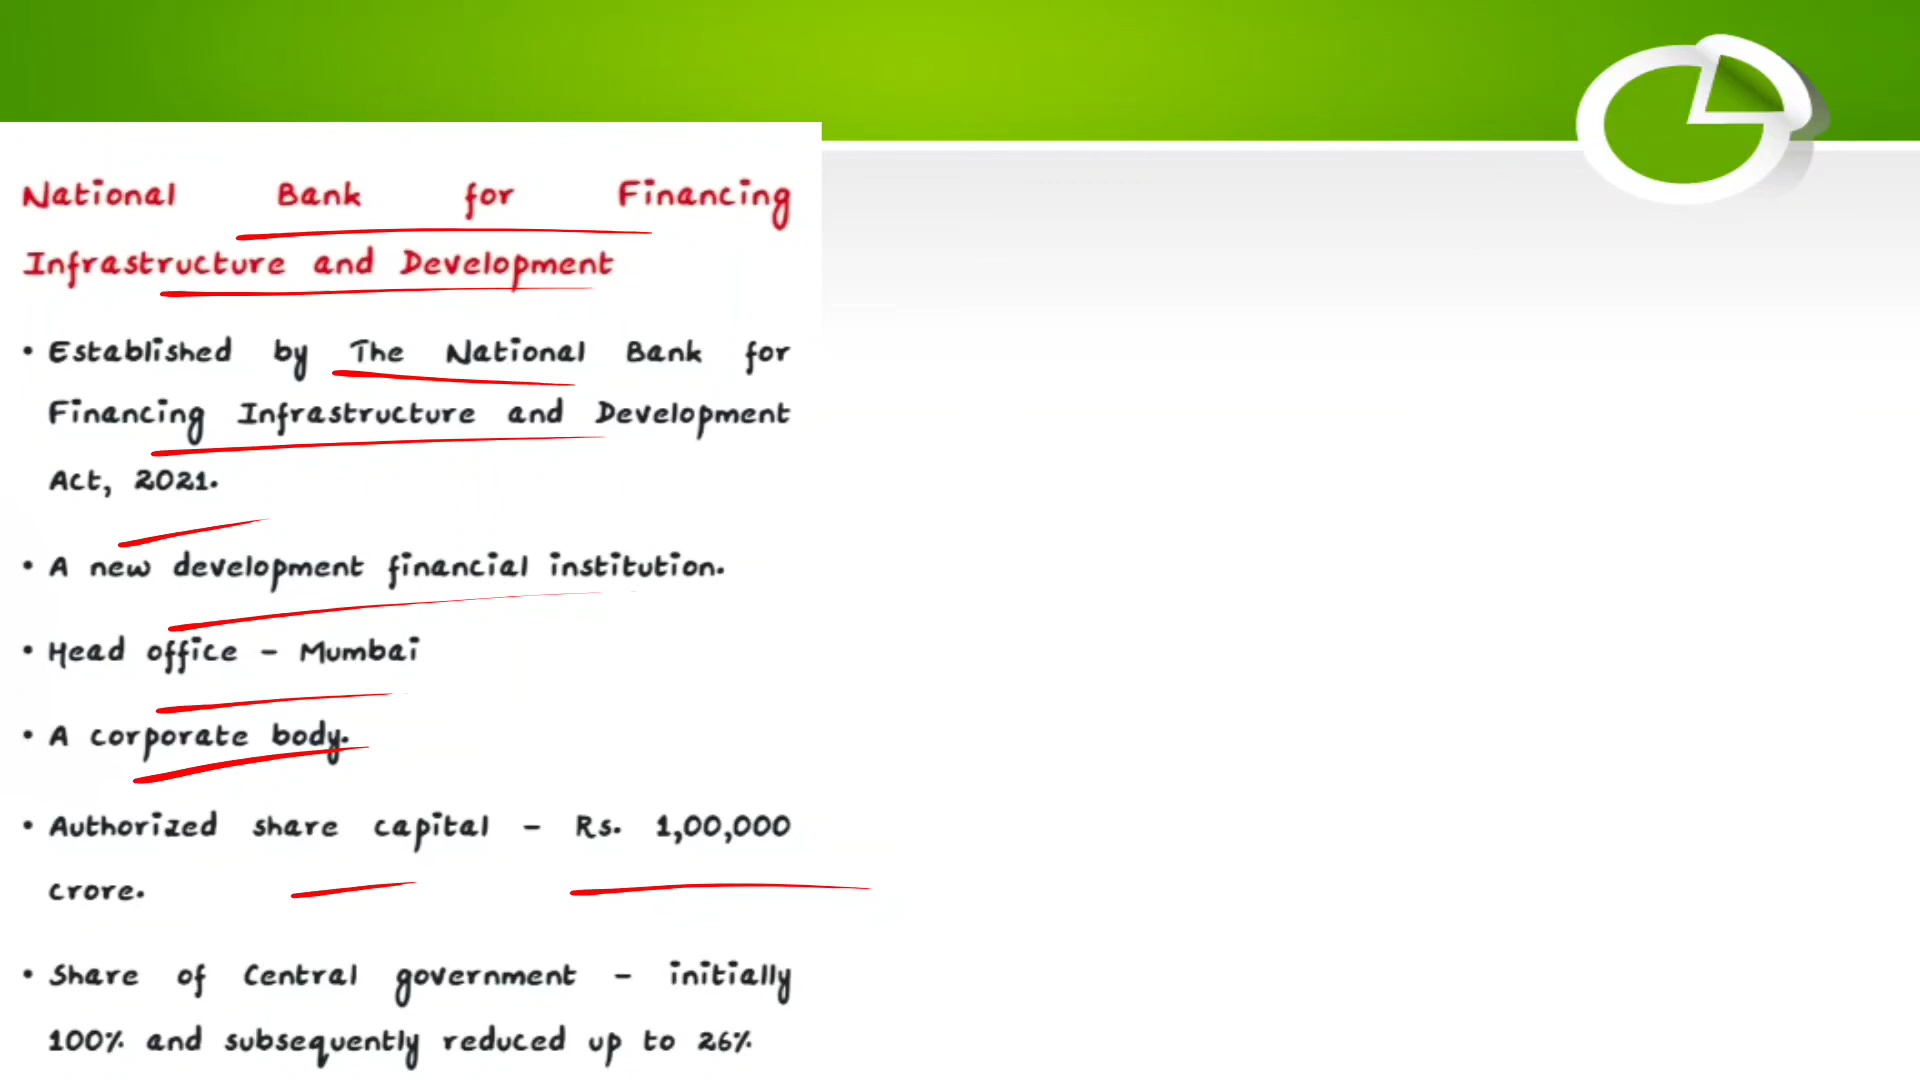 National Bank for Financing
Infrastructure and Development
• Established by The National Bank for
Financing Infrastructure and Development
Act, 2021.
• A new development financial institution.
• Head office - Mumbai
• A corporate body.
• Authorized share capital - Rs. 1,00,000
crore.
• Share of Central government - initially
100% and subsequently reduced up to 26%